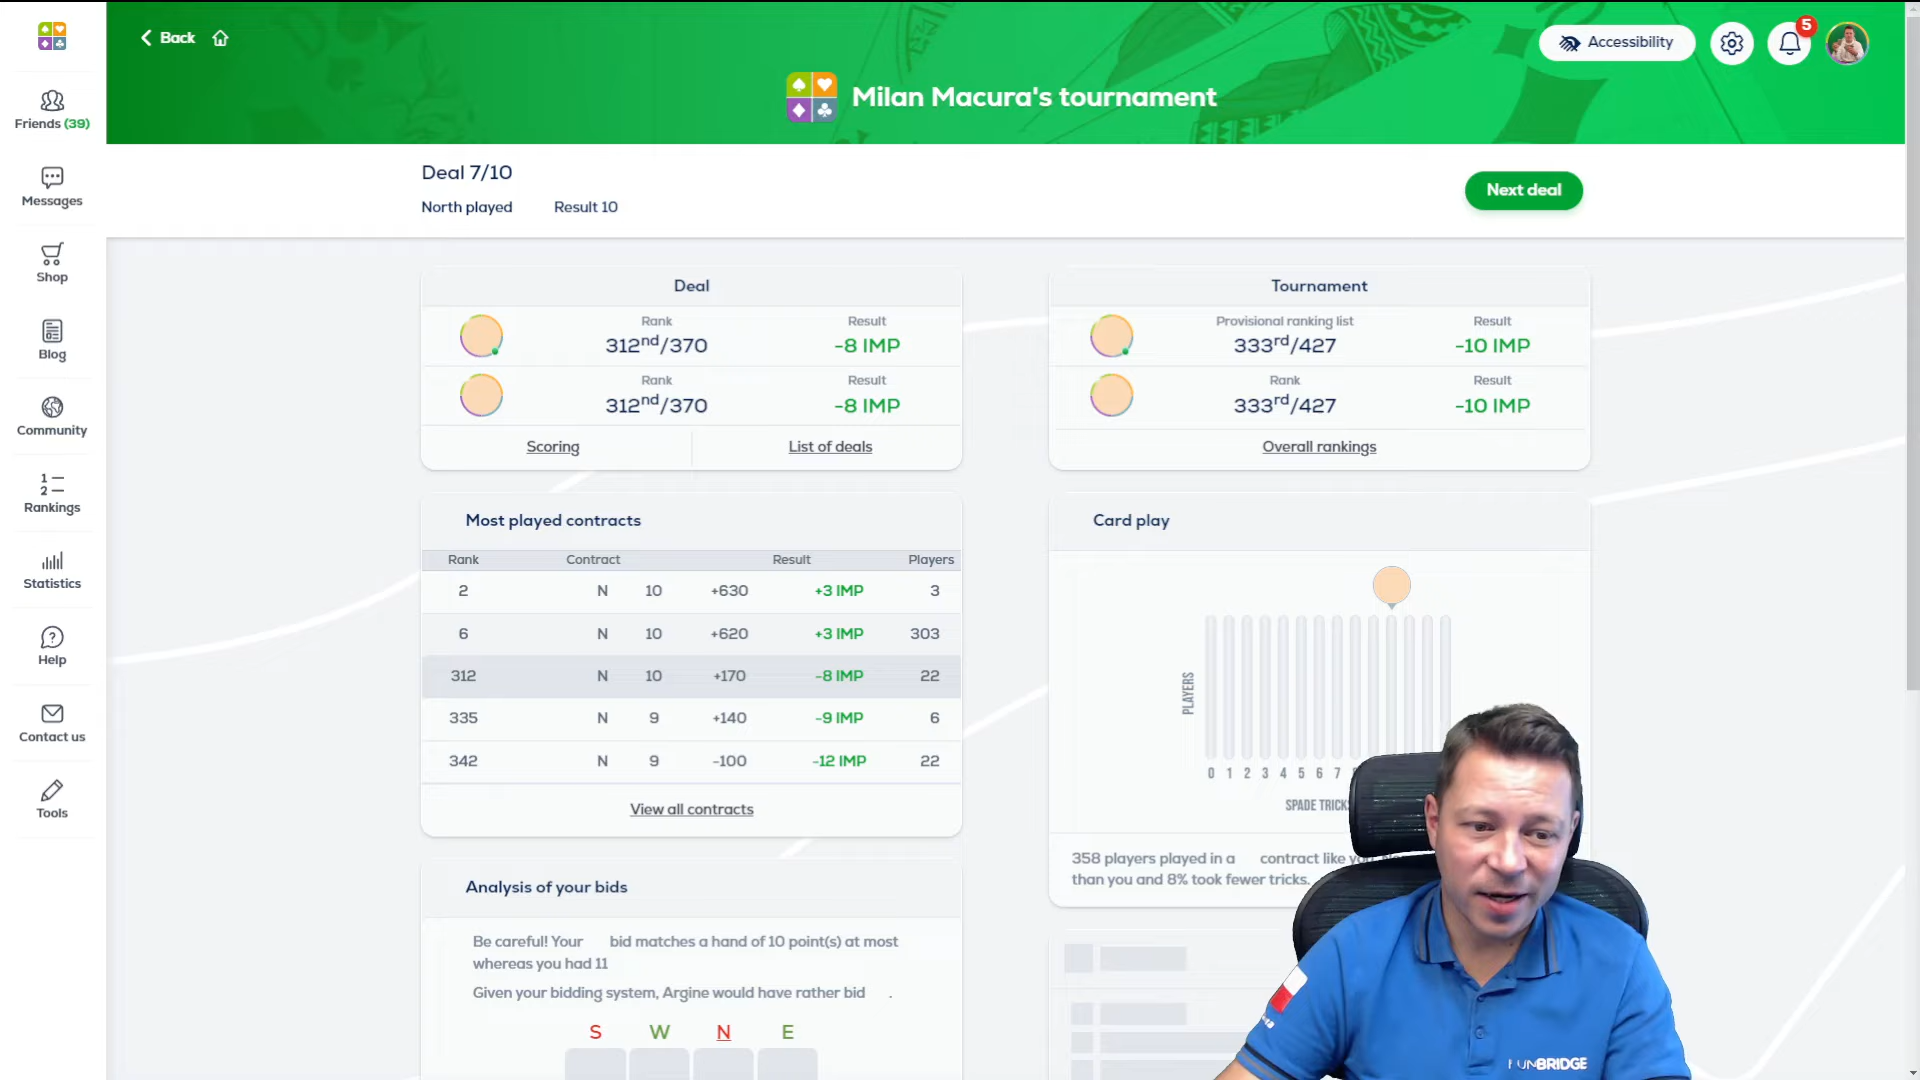 Back
Accessibility
5
Milan Macura's tournament
Friends (39)
Messages
Shop
Blog
Community
1
2
Rankings
Statistics
Help
Contact us
Tools
Deal 7/10
North played Result 10
Next deal
Deal
Rank Result
312nd/370 -8 IMP
Rank Result
312nd/370 -8 IMP
Scoring List of deals
Tournament
Provisional ranking list Result
333rd/427 -10 IMP
Rank Result
333rd/427 -10 IMP
Overall rankings
Most played contracts
Rank Contract Result Players
2 N 10 +630 +3 IMP 3
6 N 10 +620 +3 IMP 303
312 N 10 +170 -8 IMP 22
335 N 9 +140 -9 IMP 6
342 N 9 -100 -12 IMP 22
View all contracts
Card play
PLAYERS
0 1 2 3 4 5 6 7
SPADE TRICKS
358 players played in a contract like
than you and 8% took fewer tricks.
Analysis of your bids
Be careful! Your bid matches a hand of 10 point(s) at most
whereas you had 11
Given your bidding system, Argine would have rather bid .
S W N E
FUNBRIDGE